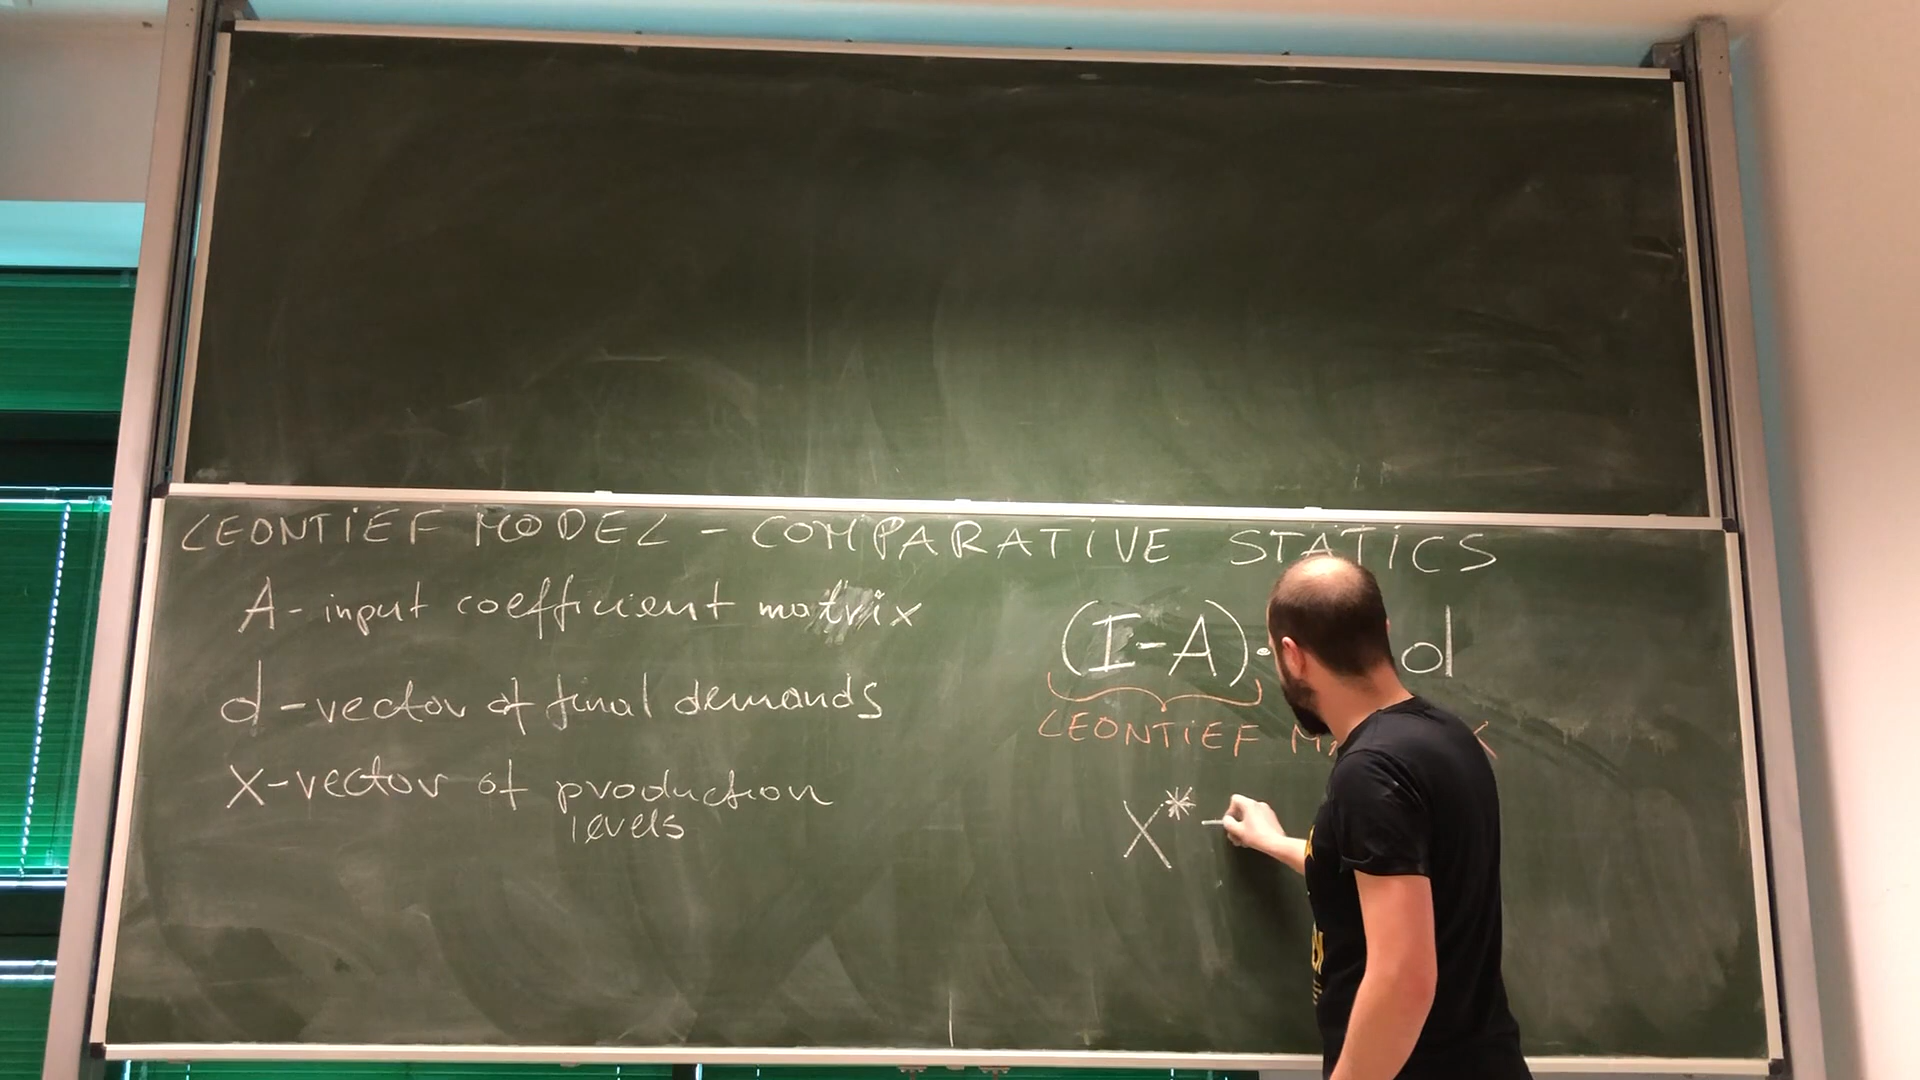 LEONTIEF MODEL - COMPARATIVE STATICS
A - input coefficient matrix
d - vector of final demands
X - vector of production
levels
(I-A)· d
LEONTIEF
X* -